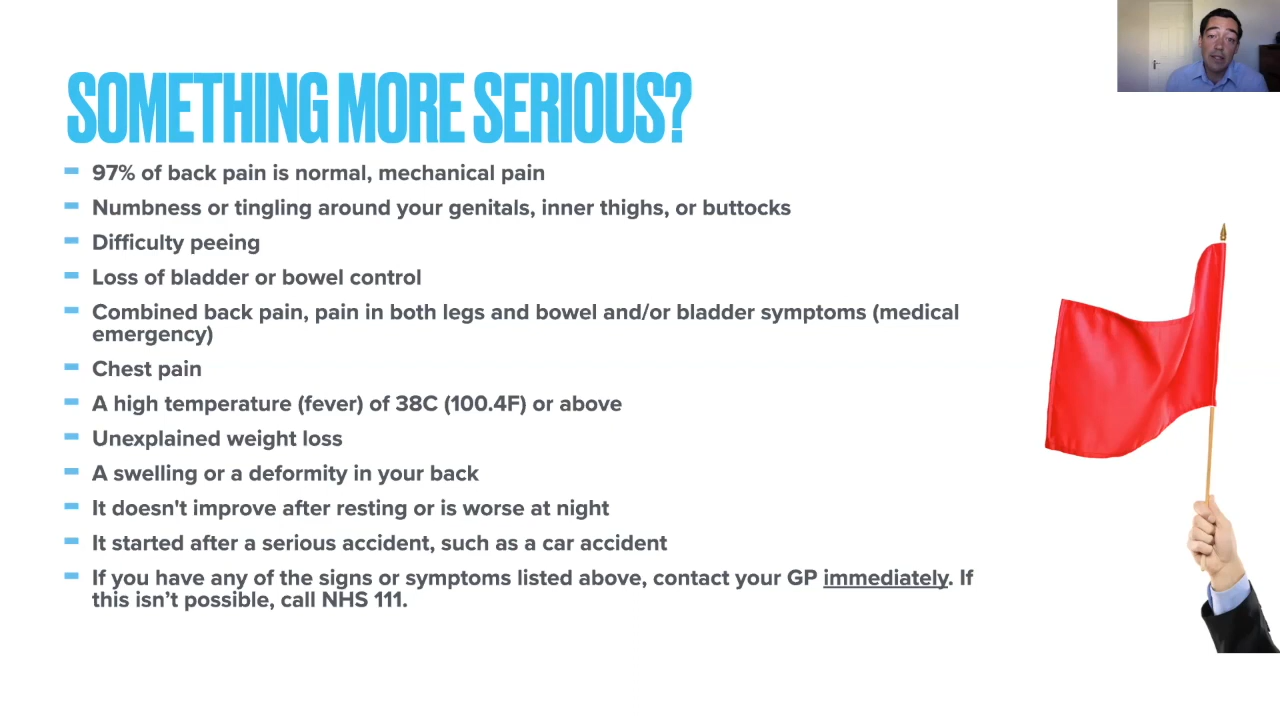 SOMETHING MORE SERIOUS?
97% of back pain is normal, mechanical pain
Numbness or tingling around your genitals, inner thighs, or buttocks
Difficulty peeing
Loss of bladder or bowel control
Combined back pain, pain in both legs and bowel and/or bladder symptoms (medical
emergency)
Chest pain
A high temperature (fever) of 38C (100.4F) or above
Unexplained weight loss
A swelling or a deformity in your back
It doesn't improve after resting or is worse at night
It started after a serious accident, such as a car accident
If you have any of the signs or symptoms listed above, contact your GP immediately. If
this isn’t possible, call NHS 111.